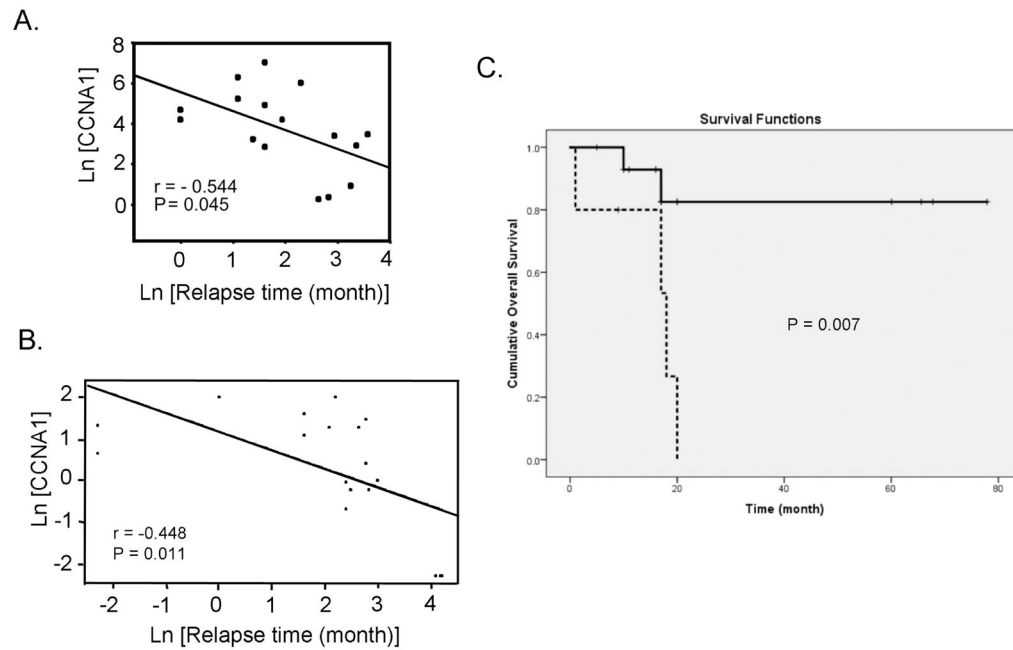 A.
Ln [CCNA1]
8
6
4
2
0
r = - 0.544
P = 0.045
0 1 2 3 4
Ln [Relapse time (month)]
B.
Ln [CCNA1]
2
1
0
-1
-2
r = -0.448
P = 0.011
-2 -1 0 1 2 3 4
Ln [Relapse time (month)]
C.
Survival Functions
Cumulative Overall Survival
1.0
0.8
0.6
0.4
0.2
0.0
P = 0.007
0 20 40 60 80
Time (month)